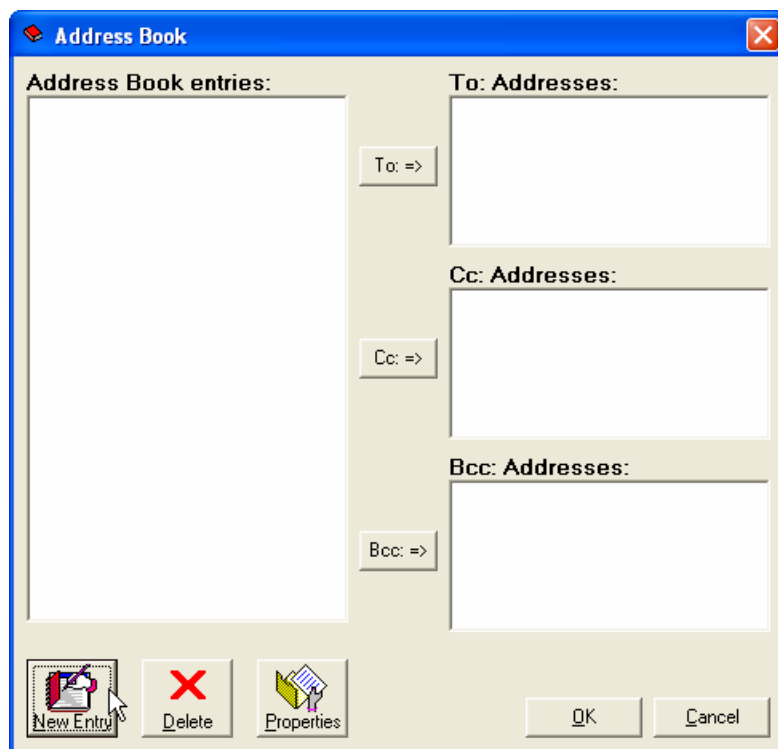 Address Book
Address Book entries:
To: Addresses:
To: =>
Cc: Addresses:
Cc: =>
Bcc: Addresses:
Bcc: =>
New Entry
Delete
Properties
OK
Cancel